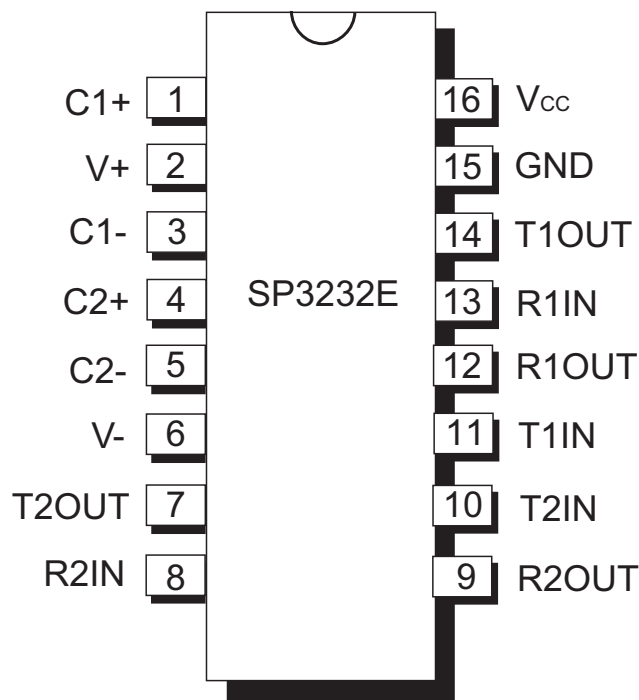 C1+ 1 16 Vcc
V+ 2 15 GND
C1- 3 14 T1OUT
C2+ 4 SP3232E 13 R1IN
C2- 5 12 R1OUT
V- 6 11 T1IN
T2OUT 7 10 T2IN
R2IN 8 9 R2OUT